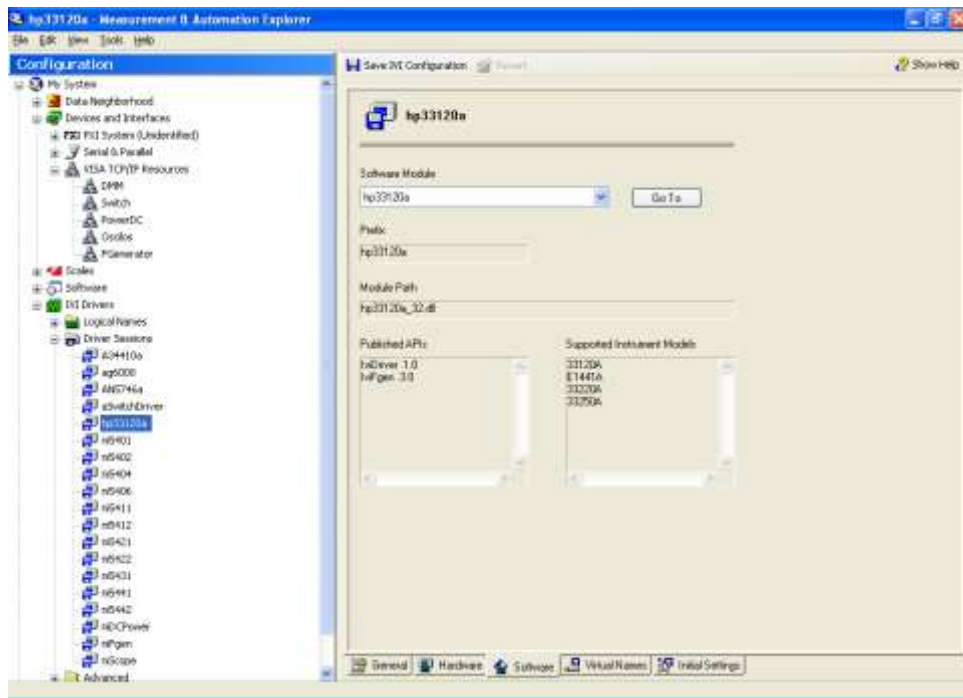 hp33120a - Measurement & Automation Explorer
File Edit View Tools Help
Configuration
My System
Data Neighborhood
Devices and Interfaces
PXI PXI System (Unidentified)
Serial & Parallel
VISA TCP/IP Resources
DMM
Switch
PowerDC
Oscilos
FGenerator
Scales
Software
IVI Drivers
Logical Names
Driver Sessions
A34410a
ag6000
AN5746a
aSwitchDriver
hp33120a
ni5401
ni5402
ni5404
ni5406
ni5411
ni5412
ni5421
ni5422
ni5431
ni5441
ni5442
niDCPower
niFgen
niScope
Advanced
Save IVI Configuration Revert
Show Help
hp33120a
Software Module
hp33120a
Go To
Prefix
hp33120a
Module Path
hp33120a_32.dll
Published APIs
IviDriver 1.0
IviFgen 3.0
Supported Instrument Models
33120A
E1441A
33220A
33250A
General Hardware Software Virtual Names Initial Settings